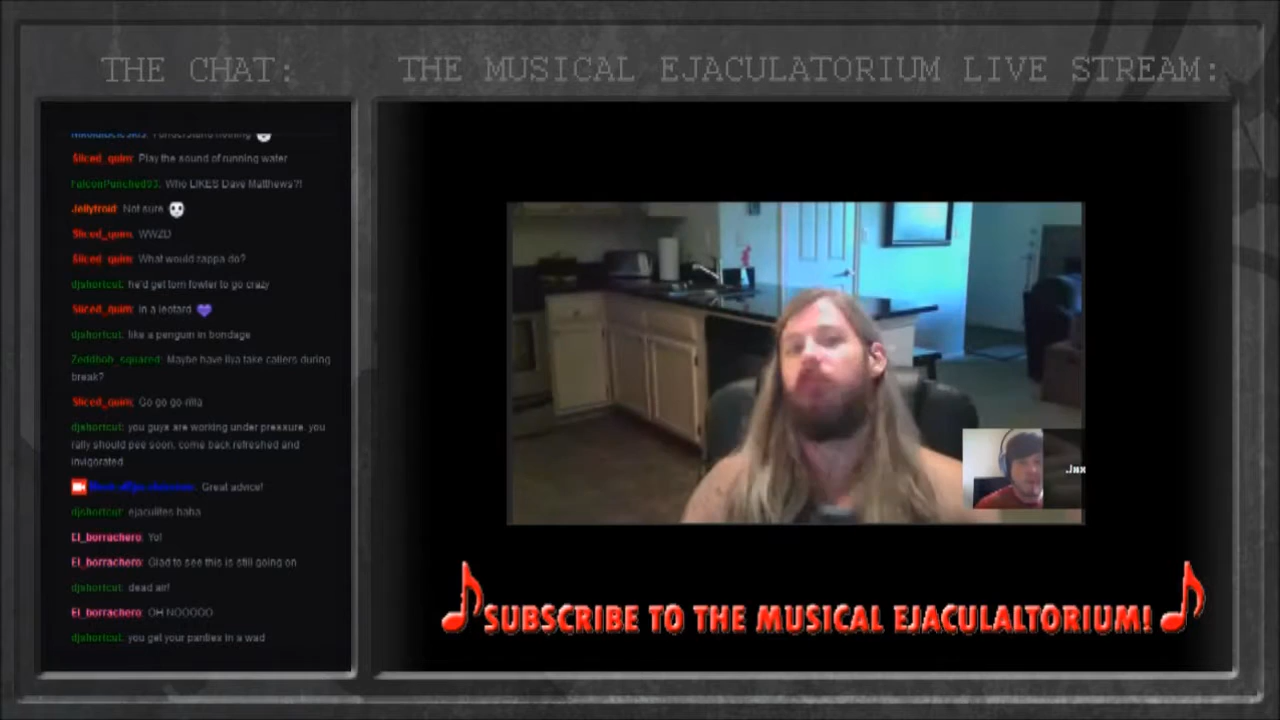 THE CHAT:
THE MUSICAL EJACULATORIUM LIVE STREAM:
I understand nothing
Sliced_quim: Play the sound of running water
FalconPunched93: Who LIKES Dave Matthews?!
Jellytroid: Not sure
Sliced_quim: WWZD
Sliced_quim: What would zappa do?
djshortcut: he'd get tom fowler to go crazy
Sliced_quim: in a leotard
djshortcut: like a penguin in bondage
Zeddbob_squared: Maybe have Ilya take callers during
break?
Sliced_quim: Go go go-rilla
djshortcut: you guys are working under pressure. you
rally should pee soon, come back refreshed and
invigorated
Great advice!
djshortcut: ejaculites haha
El_borrachero: Yo!
El_borrachero: Glad to see this is still going on
djshortcut: dead air!
El_borrachero: OH NOOOOO
djshortcut: you get your panties in a wad
Jax
SUBSCRIBE TO THE MUSICAL EJACULALTORIUM!